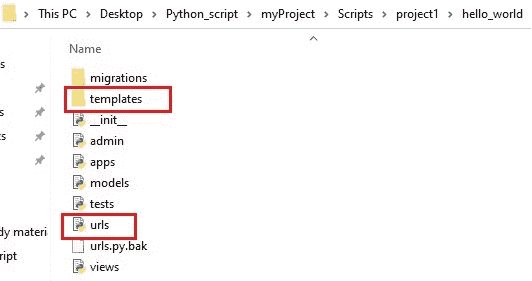 This PC > Desktop > Python_script > myProject > Scripts > project1 > hello_world
Name
migrations
templates
__init__
admin
apps
models
tests
urls
urls.py.bak
views
s
s
ts
dy materi
ript